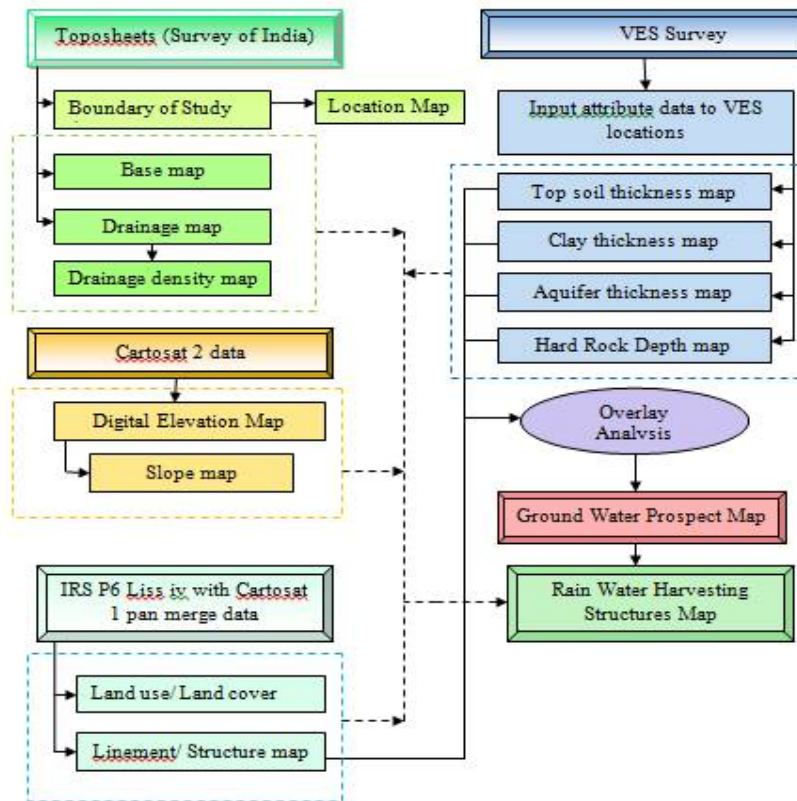 Toposheets (Survey of India)
Boundary of Study
Location Map
Base map
Drainage map
Drainage density map
Cartosat 2 data
Digital Elevation Map
Slope map
IRS P6 Liss iv with Cartosat
1 pan merge data
Land use/ Land cover
Linement/ Structure map
VES Survey
Input attribute data to VES
locations
Top soil thickness map
Clay thickness map
Aquifer thickness map
Hard Rock Depth map
Overlay
Analysis
Ground Water Prospect Map
Rain Water Harvesting
Structures Map